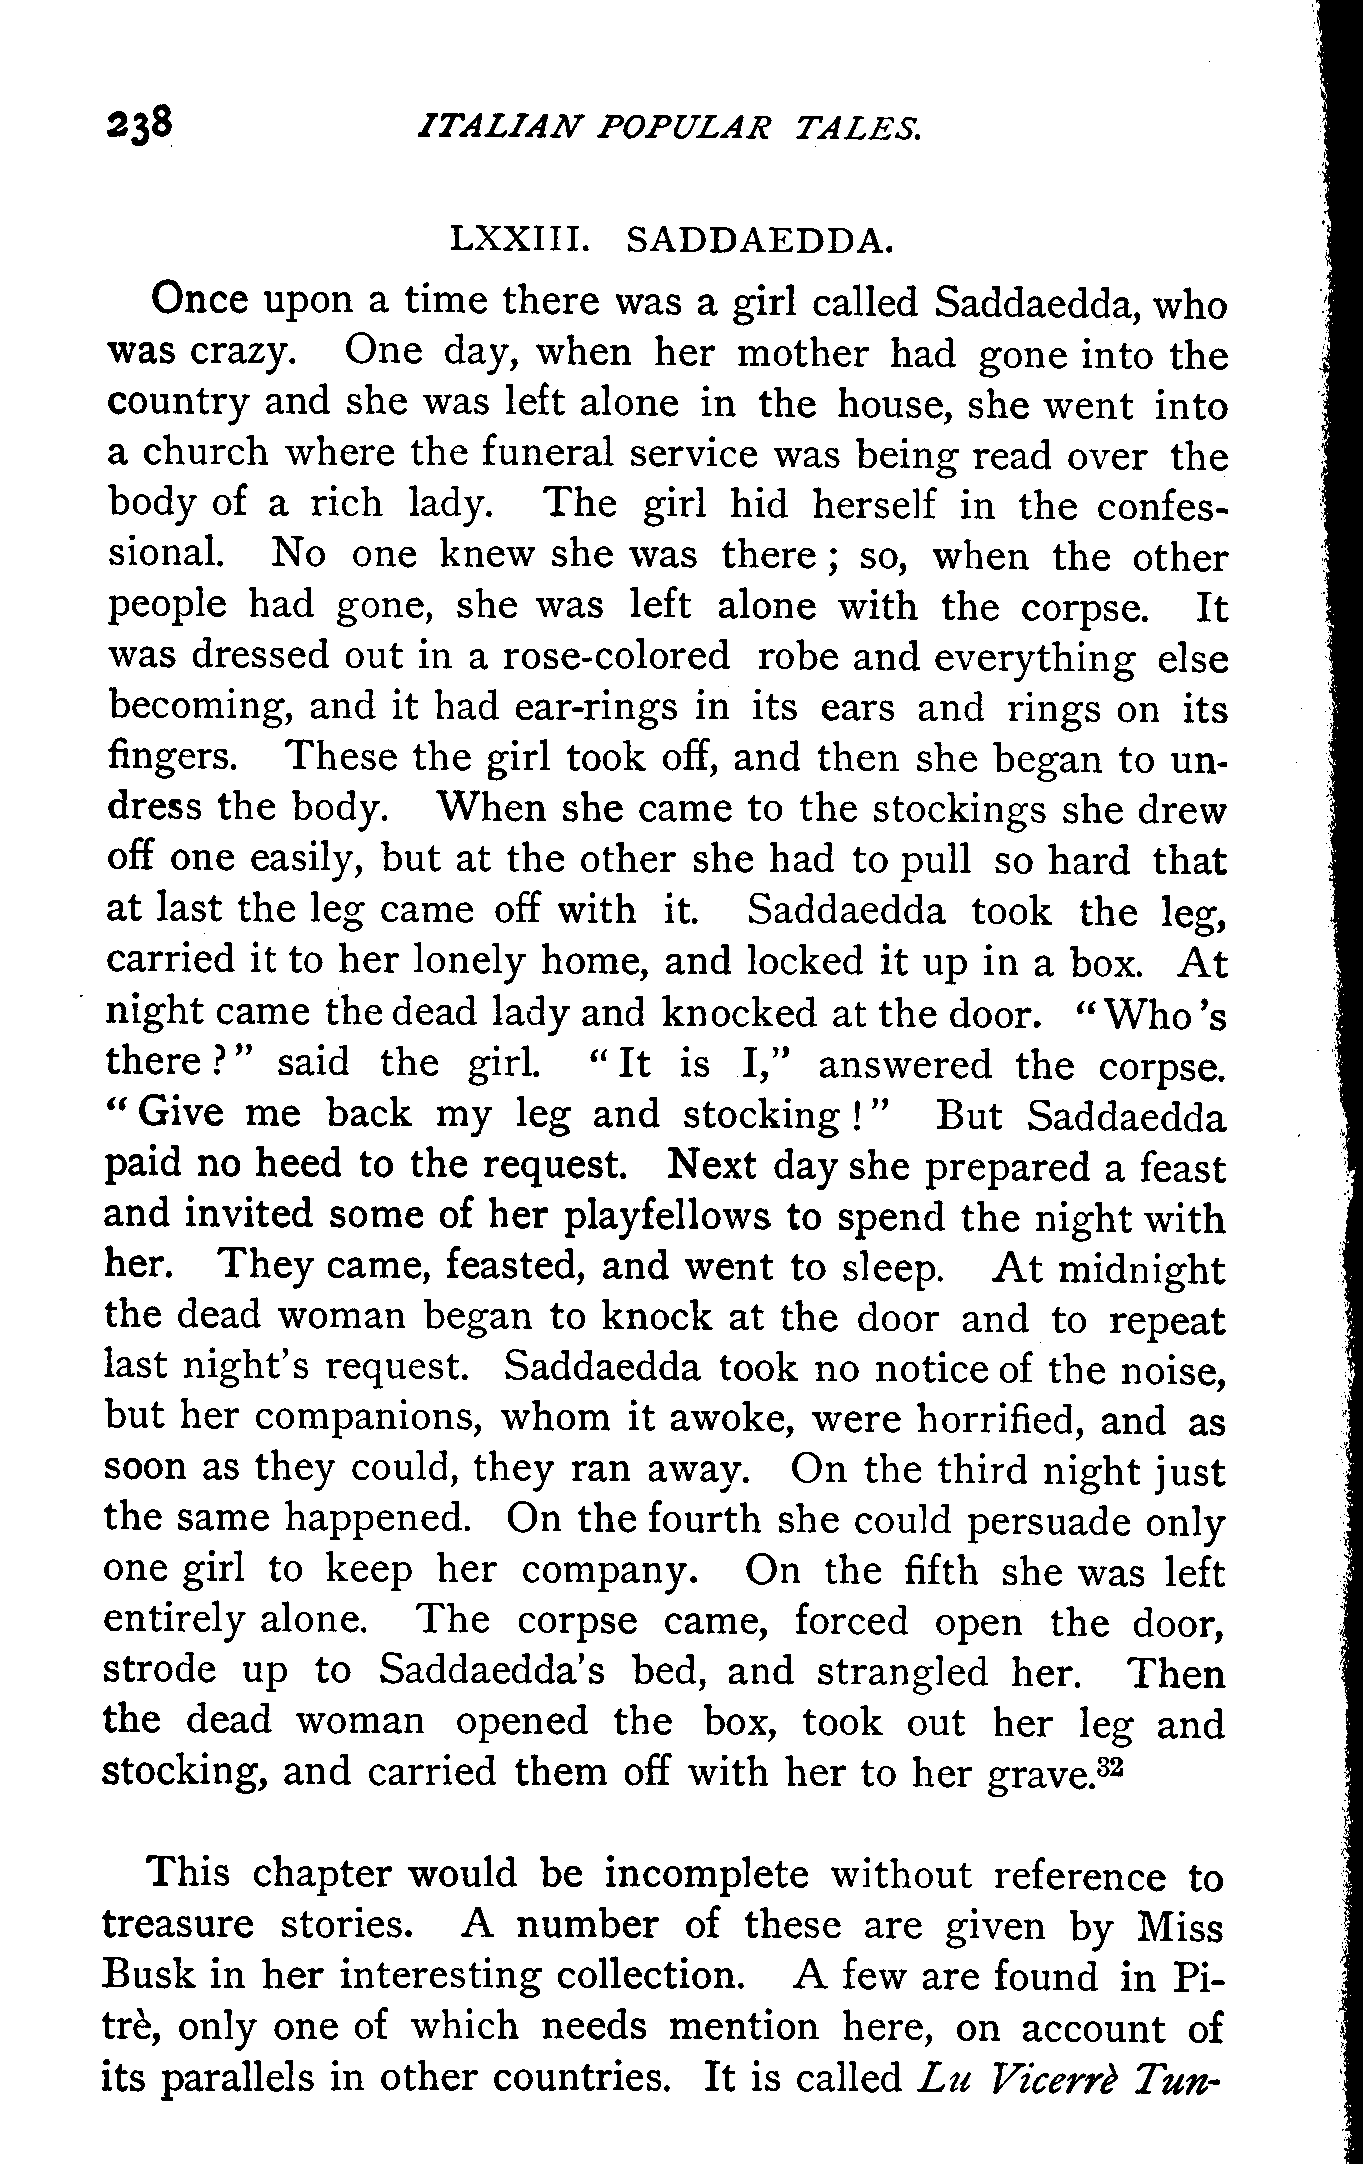 238 ITALIAN POPULAR TALES.
LXXIII. SADDAEDDA.
Once upon a time there was a girl called Saddaedda, who
was crazy. One day, when her mother had gone into the
country and she was left alone in the house, she went into
a church where the funeral service was being read over the
body of a rich lady. The girl hid herself in the confes-
sional. No one knew she was there ; so, when the other
people had gone, she was left alone with the corpse. It
was dressed out in a rose-colored robe and everything else
becoming, and it had ear-rings in its ears and rings on its
fingers. These the girl took off, and then she began to un-
dress the body. When she came to the stockings she drew
off one easily, but at the other she had to pull so hard that
at last the leg came off with it. Saddaedda took the leg,
carried it to her lonely home, and locked it up in a box. At
night came the dead lady and knocked at the door. “ Who 's
there ? ” said the girl. “ It is I,” answered the corpse.
“ Give me back my leg and stocking ! ” But Saddaedda
paid no heed to the request. Next day she prepared a feast
and invited some of her playfellows to spend the night with
her. They came, feasted, and went to sleep. At midnight
the dead woman began to knock at the door and to repeat
last night's request. Saddaedda took no notice of the noise,
but her companions, whom it awoke, were horrified, and as
soon as they could, they ran away. On the third night just
the same happened. On the fourth she could persuade only
one girl to keep her company. On the fifth she was left
entirely alone. The corpse came, forced open the door,
strode up to Saddaedda's bed, and strangled her. Then
the dead woman opened the box, took out her leg and
stocking, and carried them off with her to her grave.³²
This chapter would be incomplete without reference to
treasure stories. A number of these are given by Miss
Busk in her interesting collection. A few are found in Pi-
trè, only one of which needs mention here, on account of
its parallels in other countries. It is called Lu Vicerrè Tun-